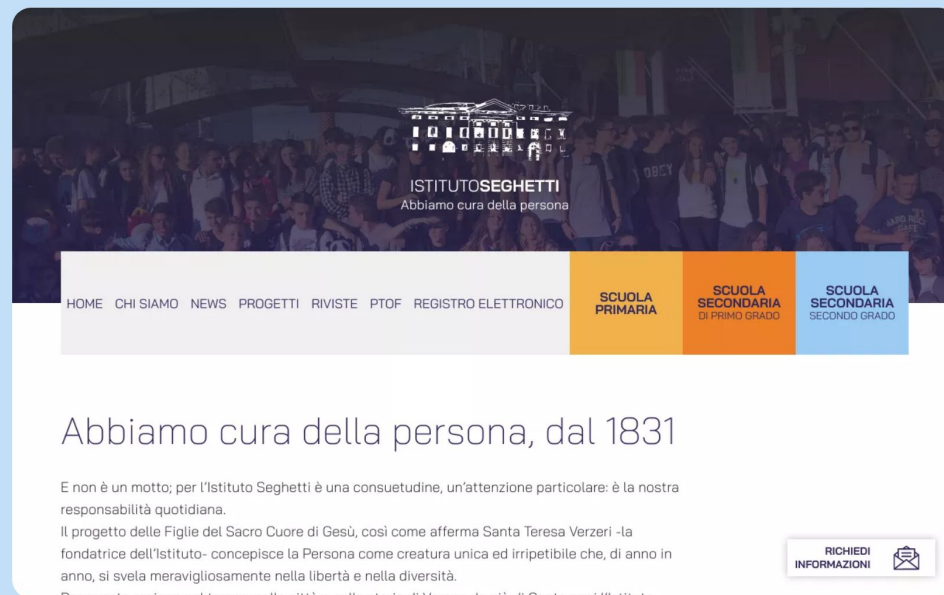 ISTITUTOSEGHETTI
Abbiamo cura della persona
HOME CHI SIAMO NEWS PROGETTI RIVISTE PTOF REGISTRO ELETTRONICO
SCUOLA
PRIMARIA
SCUOLA
SECONDARIA
DI PRIMO GRADO
SCUOLA
SECONDARIA
SECONDO GRADO
Abbiamo cura della persona, dal 1831
E non è un motto; per l'Istituto Seghetti è una consuetudine, un'attenzione particolare: è la nostra
responsabilità quotidiana.
Il progetto delle Figlie del Sacro Cuore di Gesù, così come afferma Santa Teresa Verzeri -la
fondatrice dell'Istituto- concepisce la Persona come creatura unica ed irripetibile che, di anno in
anno, si svela meravigliosamente nella libertà e nella diversità.
RICHIEDI
INFORMAZIONI